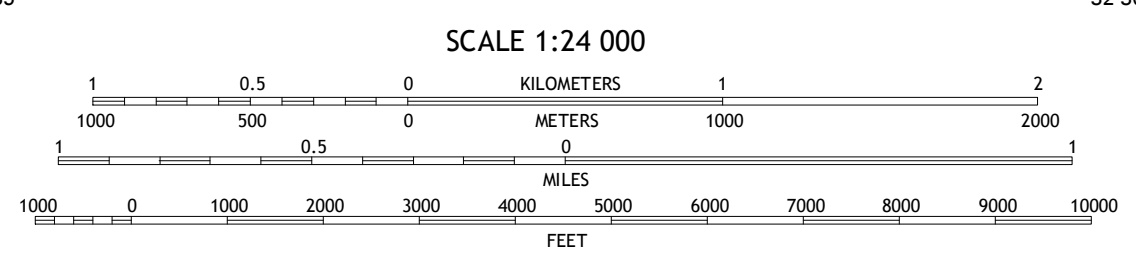 SCALE 1:24 000
1 0.5 0 KILOMETERS 1 2
1000 500 0 METERS 1000 2000
1 0.5 0 1
MILES
1000 0 1000 2000 3000 4000 5000 6000 7000 8000 9000 10000
FEET